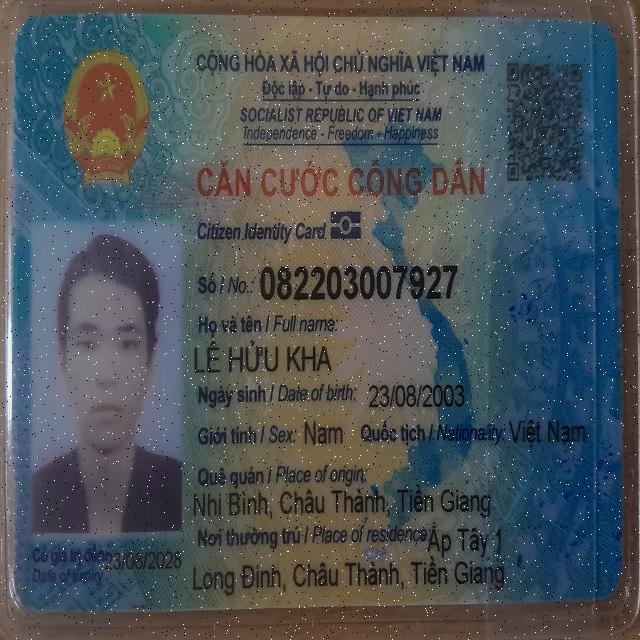 CỘNG HÒA XÃ HỘI CHỦ NGHĨA VIỆT NAM
Độc lập - Tự do - Hạnh phúc
SOCIALIST REPUBLIC OF VIET NAM
Independence - Freedom - Happiness
CĂN CƯỚC CÔNG DÂN
Citizen Identity Card
Số / No.: 082203007927
Họ và tên / Full name:
LÊ HỬU KHA
Ngày sinh / Date of birth: 23/08/2003
Giới tính / Sex: Nam Quốc tịch / Nationality: Việt Nam
Quê quán / Place of origin:
Nhị Bình, Châu Thành, Tiền Giang
Nơi thường trú / Place of residence: Ấp Tây 1
Long Định, Châu Thành, Tiền Giang
Có giá trị đến: 23/08/2028
Date of expiry